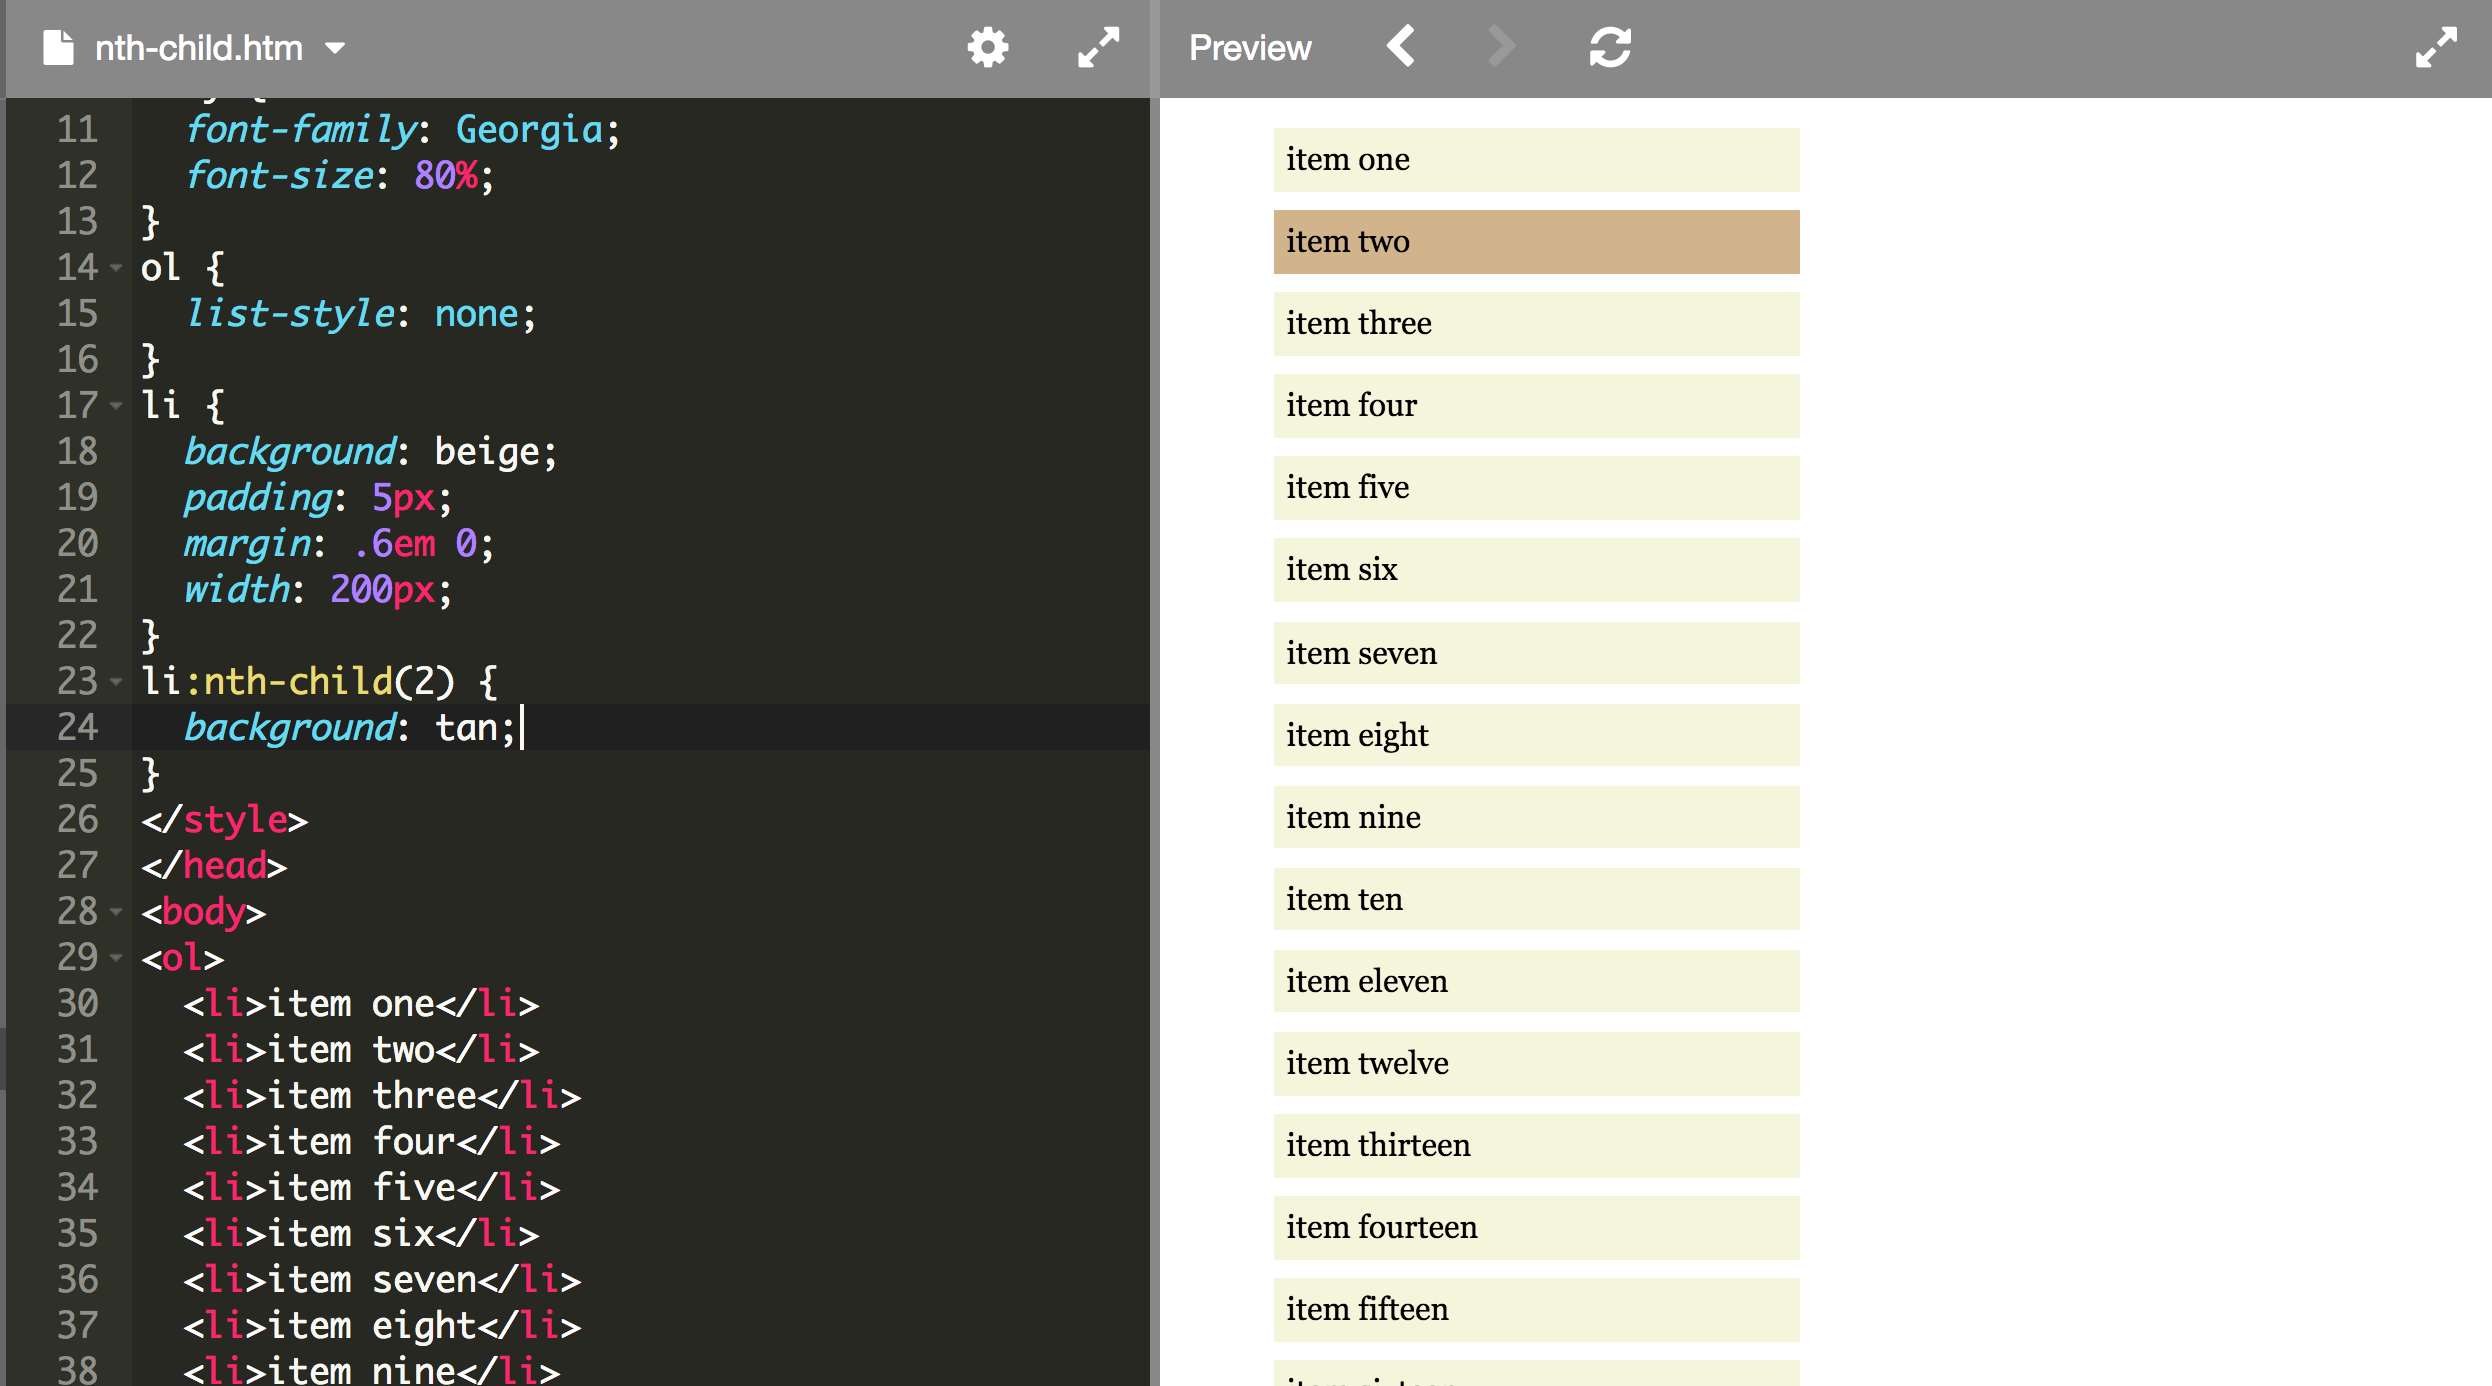 nth-child.htm
11 font-family: Georgia;
12 font-size: 80%;
13 }
14 ol {
15 list-style: none;
16 }
17 li {
18 background: beige;
19 padding: 5px;
20 margin: .6em 0;
21 width: 200px;
22 }
23 li:nth-child(2) {
24 background: tan;
25 }
26 </style>
27 </head>
28 <body>
29 <ol>
30 <li>item one</li>
31 <li>item two</li>
32 <li>item three</li>
33 <li>item four</li>
34 <li>item five</li>
35 <li>item six</li>
36 <li>item seven</li>
37 <li>item eight</li>
38 <li>item nine</li>
Preview
item one
item two
item three
item four
item five
item six
item seven
item eight
item nine
item ten
item eleven
item twelve
item thirteen
item fourteen
item fifteen